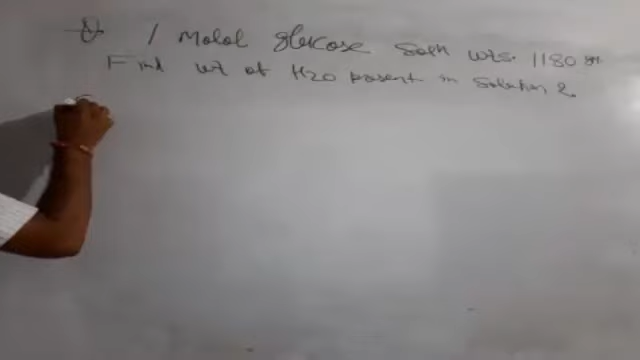 Q 1 Molal glucose Soln wts. 1180 gm.
Find wt of H2O present in Solution ?